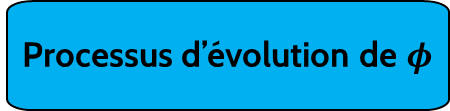 Processus d’évolution de ϕ